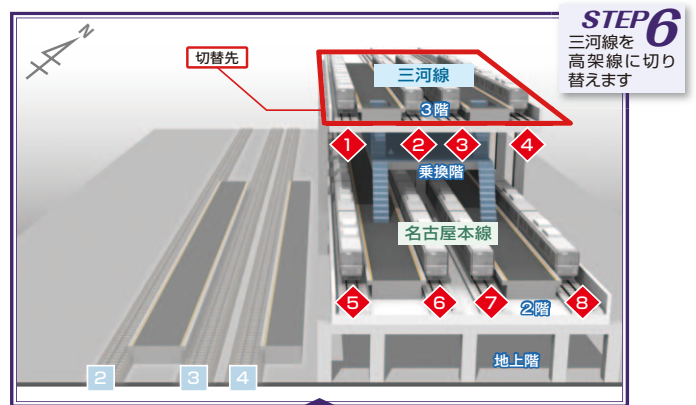 N
STEP6
三河線を
高架線に切り
替えます
切替先
三河線
3階
1
2
3
4
乗換階
名古屋本線
5
6
7
8
2階
地上階
2
3
4